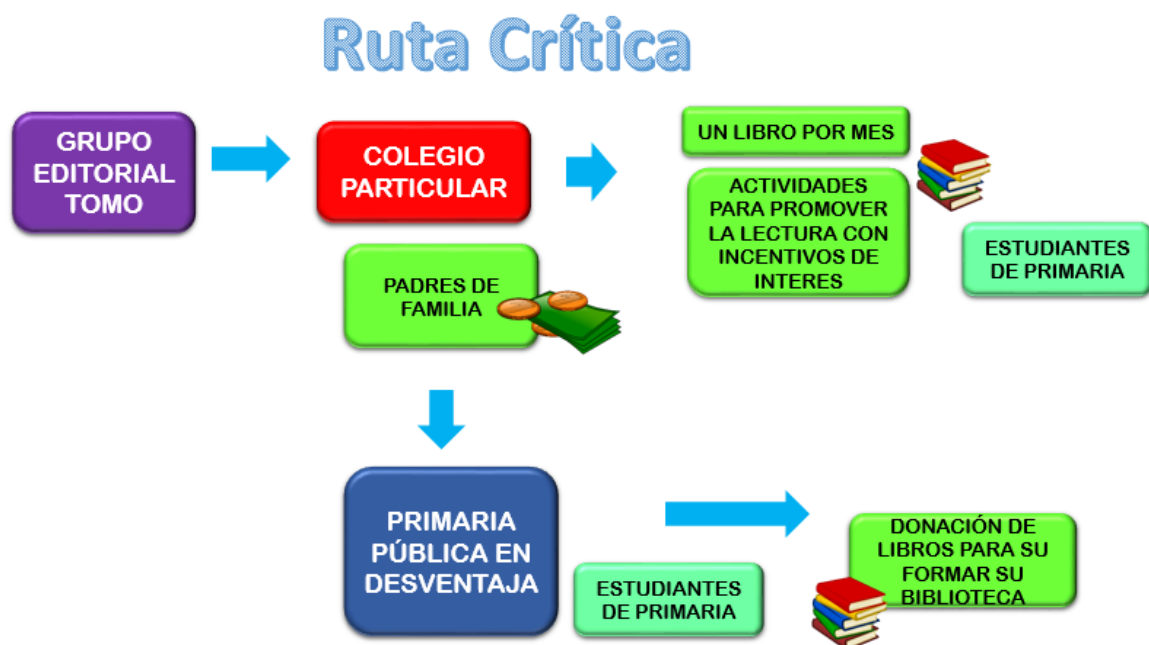 Ruta Crítica
GRUPO
EDITORIAL
TOMO
COLEGIO
PARTICULAR
UN LIBRO POR MES
ACTIVIDADES
PARA PROMOVER
LA LECTURA CON
INCENTIVOS DE
INTERES
ESTUDIANTES
DE PRIMARIA
PADRES DE
FAMILIA
PRIMARIA
PÚBLICA EN
DESVENTAJA
ESTUDIANTES
DE PRIMARIA
DONACIÓN DE
LIBROS PARA SU
FORMAR SU
BIBLIOTECA